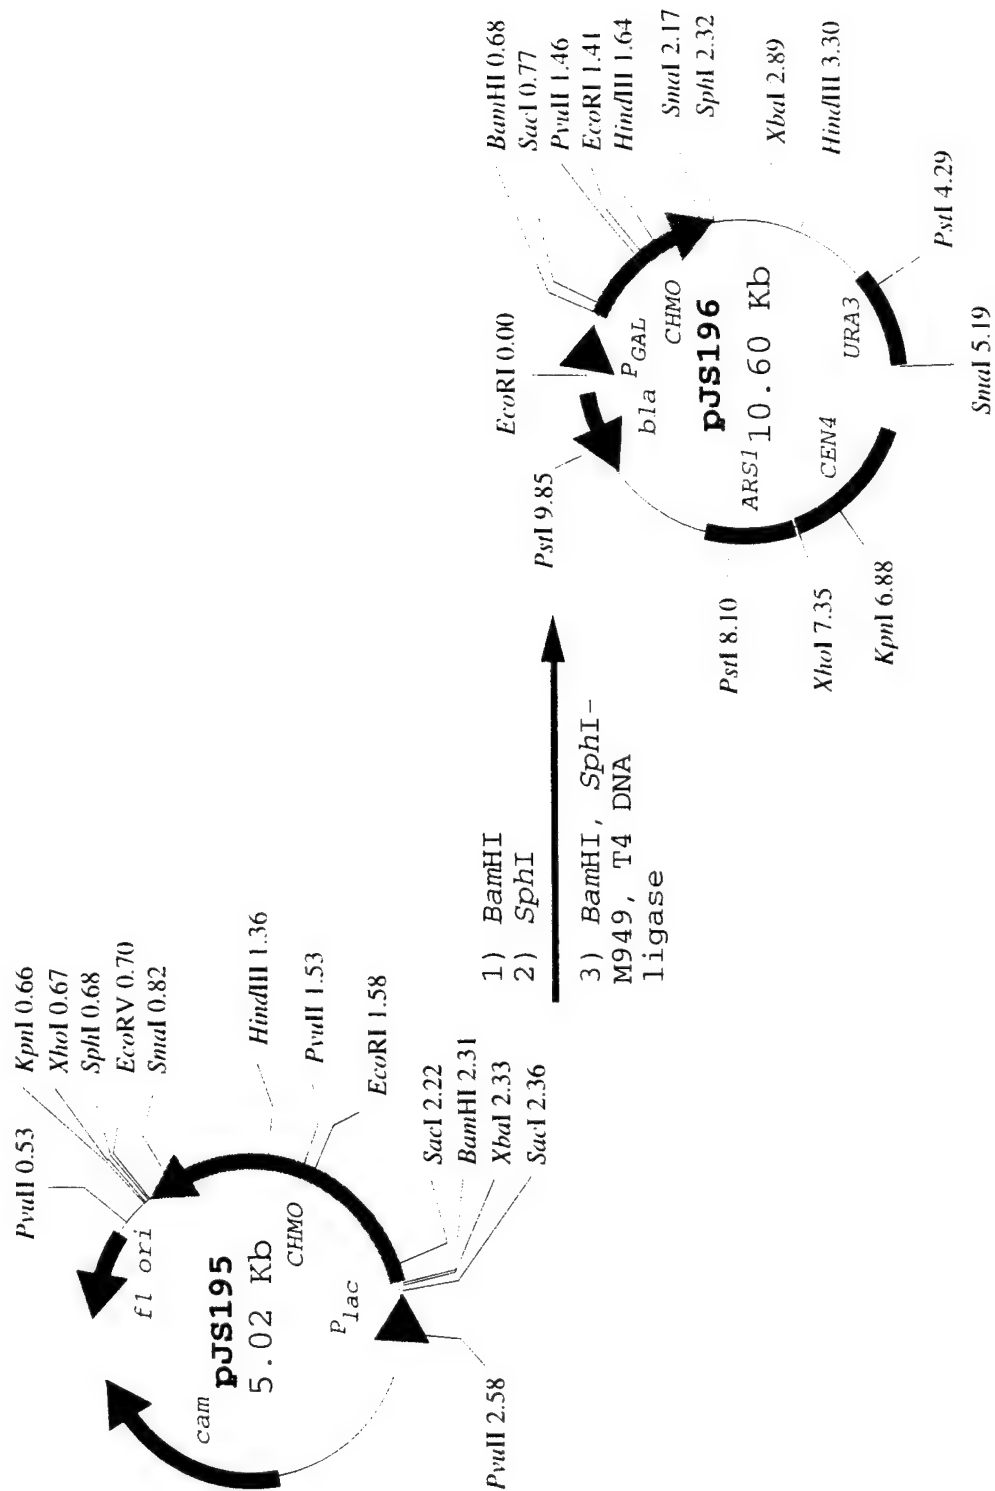 PvuII 0.53
KpnI 0.66
XhoI 0.67
SphI 0.68
EcoRV 0.70
SmaI 0.82
HindIII 1.36
PvuII 1.53
EcoRI 1.58
SacI 2.22
BamHI 2.31
XbaI 2.33
SacI 2.36
PvuII 2.58
cam
fl ori
pJS195
5.02 Kb
CHMO
Plac
1) BamHI
2) SphI
3) BamHI, SphI-
M949, T4 DNA
ligase
EcoRI 0.00
BamHI 0.68
SacI 0.77
PvuII 1.46
EcoRI 1.41
HindIII 1.64
SmaI 2.17
SphI 2.32
XbaI 2.89
HindIII 3.30
PstI 4.29
SmaI 5.19
KpnI 6.88
XhoI 7.35
PstI 8.10
PstI 9.85
bla
PGAL
CHMO
pJS196
10.60 Kb
ARS1
CEN4
URA3